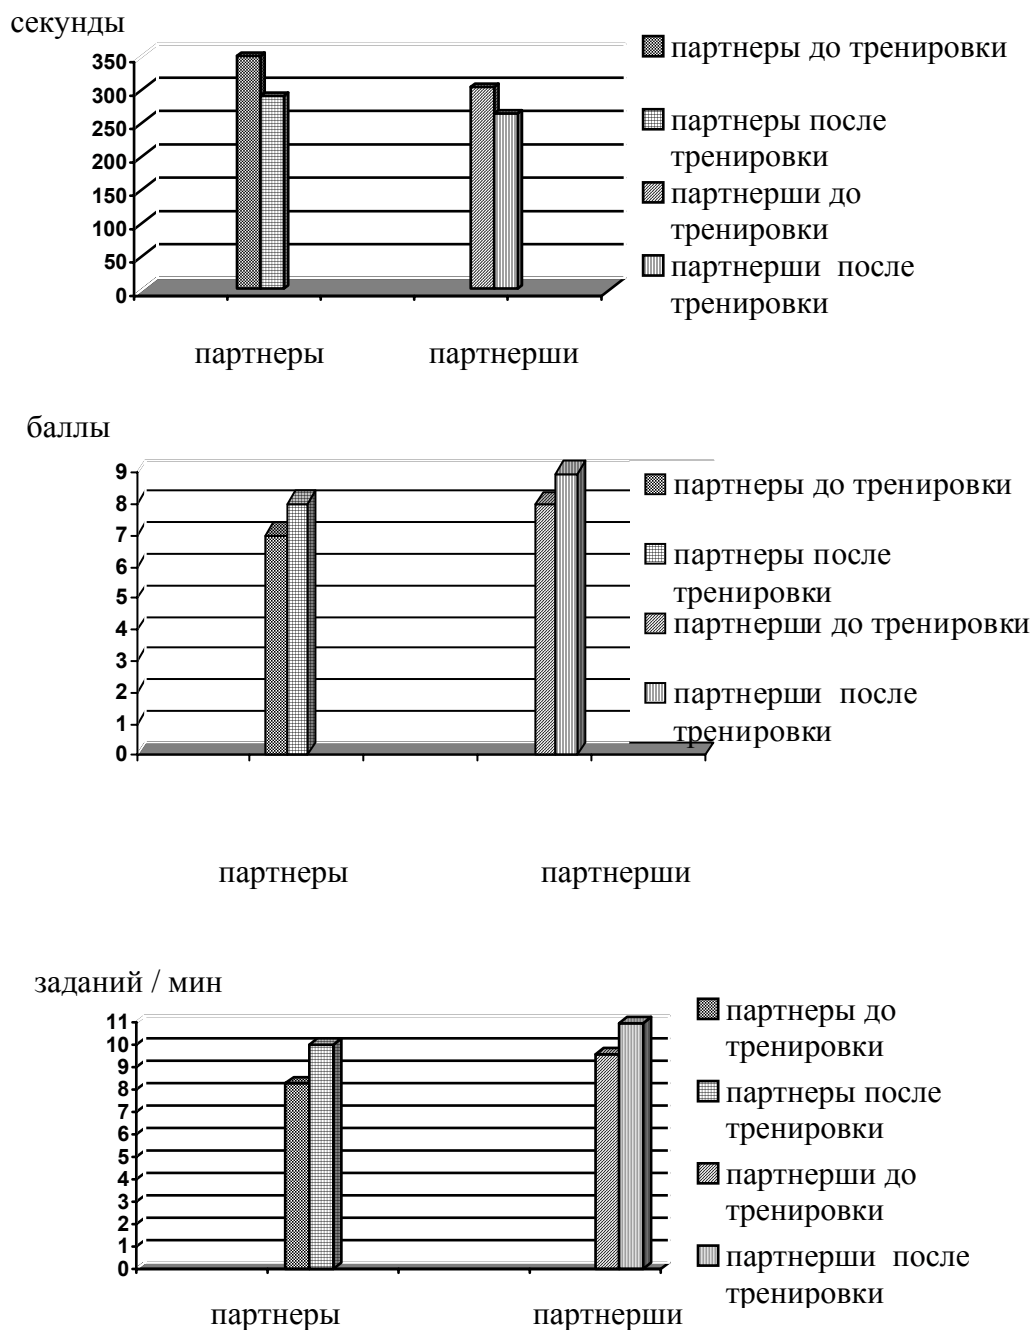 секунды
350
300
250
200
150
100
50
0
партнеры до тренировки
партнеры после
тренировки
партнерши до
тренировки
партнерши после
тренировки
партнеры партнерши
баллы
9
8
7
6
5
4
3
2
1
0
партнеры до тренировки
партнеры после
тренировки
партнерши до тренировки
партнерши после
тренировки
партнеры партнерши
заданий / мин
11
10
9
8
7
6
5
4
3
2
1
0
партнеры до
тренировки
партнеры после
тренировки
партнерши до
тренировки
партнерши после
тренировки
партнеры партнерши